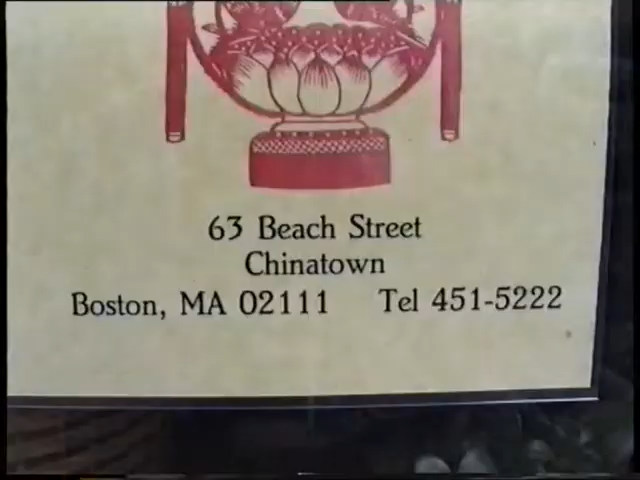 63 Beach Street
Chinatown
Boston, MA 02111 Tel 451-5222